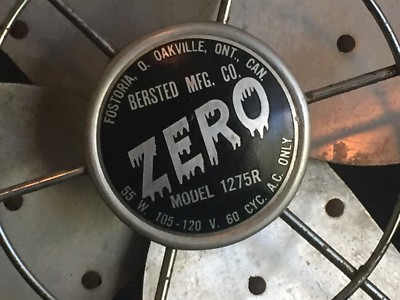 FOSTORIA, O. OAKVILLE, ONT., CAN.
BERSTED MFG. CO.
ZERO
MODEL 1275R
55 W. 105-120 V. 60 CYC. A.C. ONLY